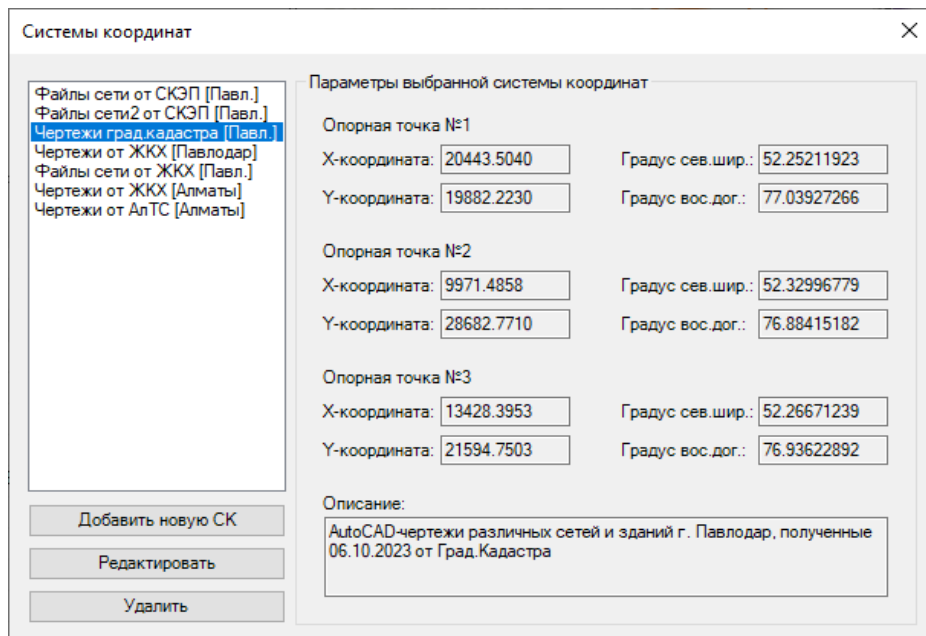 Системы координат
Файлы сети от СКЭП [Павл.]
Файлы сети2 от СКЭП [Павл.]
Чертежи град.кадастра [Павл.]
Чертежи от ЖКХ [Павлодар]
Файлы сети от ЖКХ [Павл.]
Чертежи от ЖКХ [Алматы]
Чертежи от АлТС [Алматы]
Добавить новую СК
Редактировать
Удалить
Параметры выбранной системы координат
Опорная точка №1
X-координата: 20443.5040 Градус сев.шир.: 52.25211923
Y-координата: 19882.2230 Градус вос.дог.: 77.03927266
Опорная точка №2
X-координата: 9971.4858 Градус сев.шир.: 52.32996779
Y-координата: 28682.7710 Градус вос.дог.: 76.88415182
Опорная точка №3
X-координата: 13428.3953 Градус сев.шир.: 52.26671239
Y-координата: 21594.7503 Градус вос.дог.: 76.93622892
Описание:
AutoCAD-чертежи различных сетей и зданий г. Павлодар, полученные
06.10.2023 от Град.Кадастра